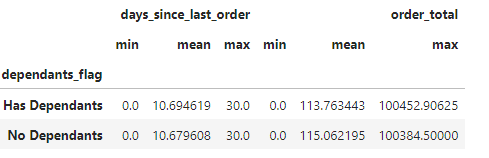 days_since_last_order order_total
min mean max min mean max
dependants_flag
Has Dependants 0.0 10.694619 30.0 0.0 113.763443 100452.90625
No Dependants 0.0 10.679608 30.0 0.0 115.062195 100384.50000